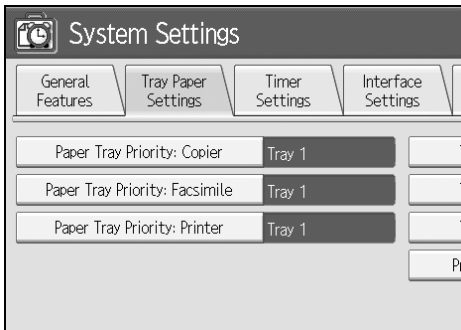 System Settings
General
Features
Tray Paper
Settings
Timer
Settings
Interface
Settings
Paper Tray Priority: Copier
Tray 1
Paper Tray Priority: Facsimile
Tray 1
Paper Tray Priority: Printer
Tray 1